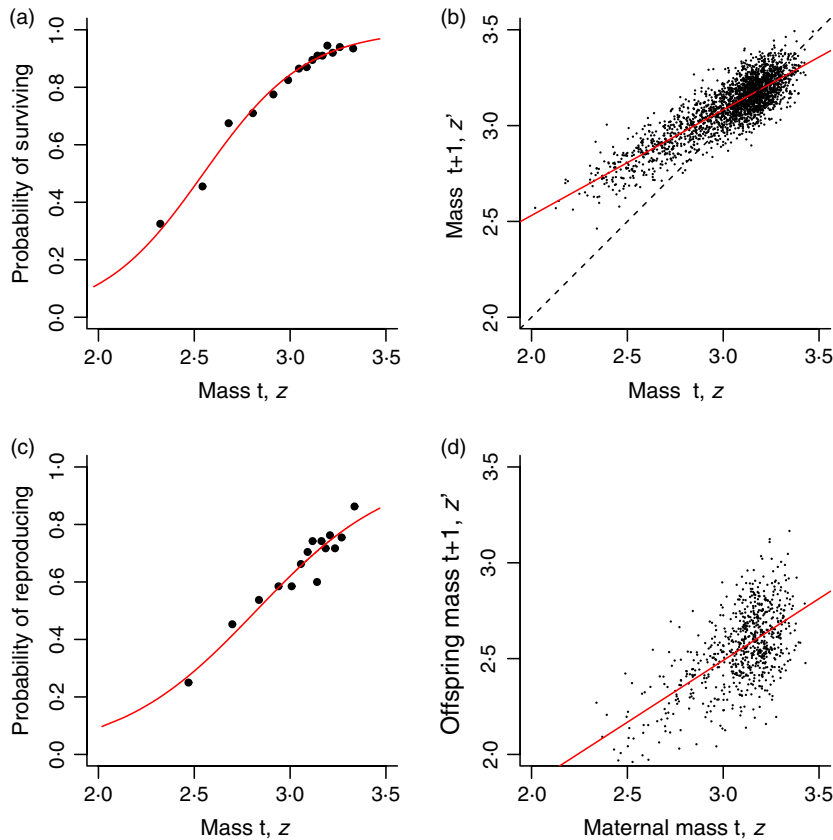 (a)
Probability of surviving
1·0
0·8
0·6
0·4
0·2
0·0
2·0 2·5 3·0 3·5
Mass t, z
(b)
Mass t+1, z’
3·5
3·0
2·5
2·0
2·0 2·5 3·0 3·5
Mass t, z
(c)
Probability of reproducing
1·0
0·8
0·6
0·4
0·2
0·0
2·0 2·5 3·0 3·5
Mass t, z
(d)
Offspring mass t+1, z’
3·5
3·0
2·5
2·0
2·0 2·5 3·0 3·5
Maternal mass t, z